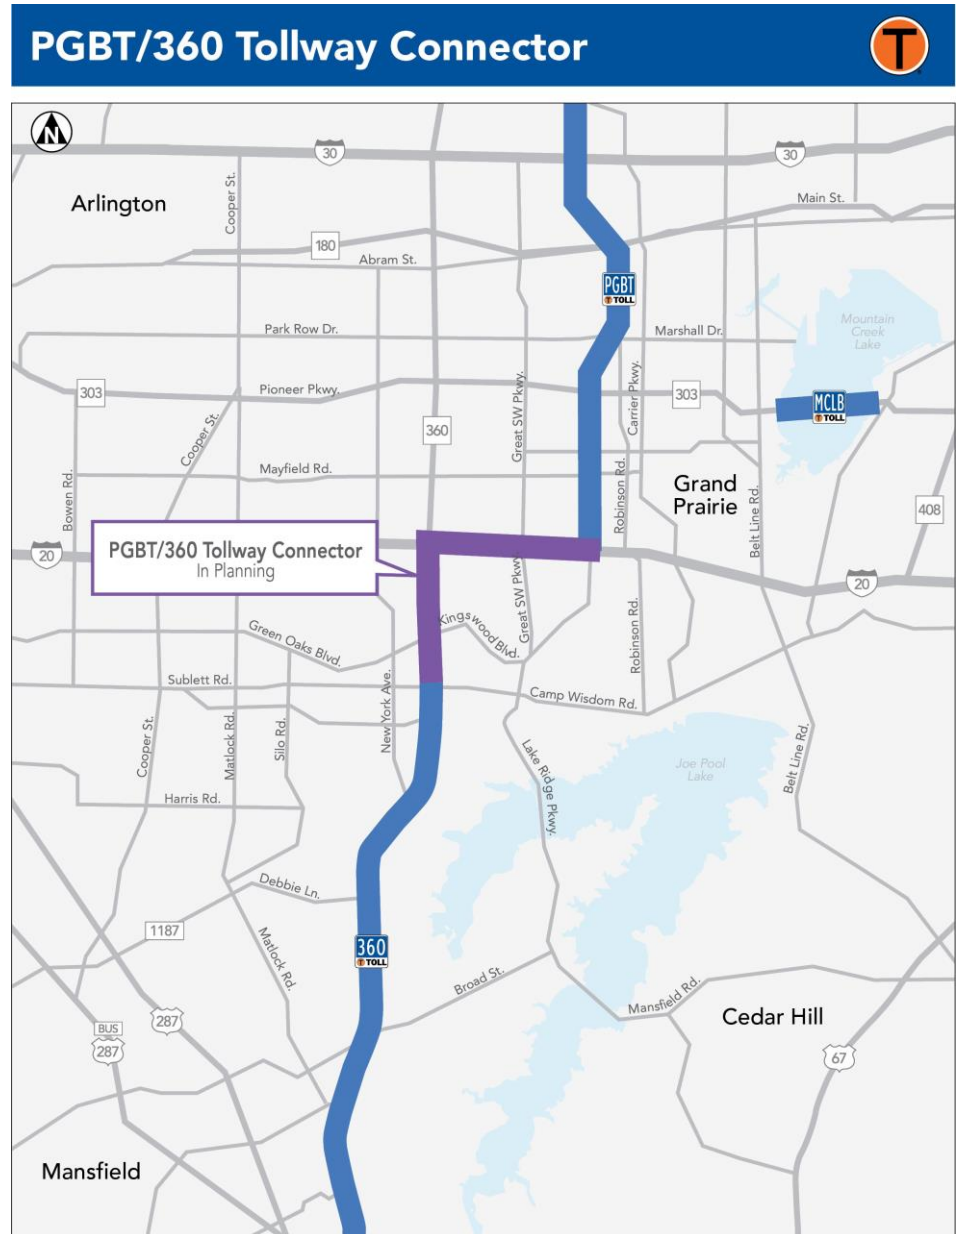 PGBT/360 Tollway Connector
T
N
30
30
Arlington
Cooper St.
Main St.
180
Abram St.
PGBT
T TOLL
Mountain
Creek
Lake
Park Row Dr.
Marshall Dr.
303
Pioneer Pkwy.
303
MCLB
T TOLL
Cooper St.
360
Great SW Pkwy.
Carrier Pkwy.
Mayfield Rd.
Bowen Rd.
Robinson Rd.
Grand
Prairie
Belt Line Rd.
408
20
PGBT/360 Tollway Connector
In Planning
Great SW Pkwy.
20
Green Oaks Blvd.
Kingswood Blvd.
Robinson Rd.
Sublett Rd.
New York Ave.
Camp Wisdom Rd.
Cooper St.
Matlock Rd.
Silo Rd.
Lake Ridge Pkwy.
Joe Pool
Lake
Belt Line Rd.
Harris Rd.
Debbie Ln.
1187
Matlock Rd.
360
T TOLL
Broad St.
Mansfield Rd.
Cedar Hill
287
BUS
287
67
Mansfield